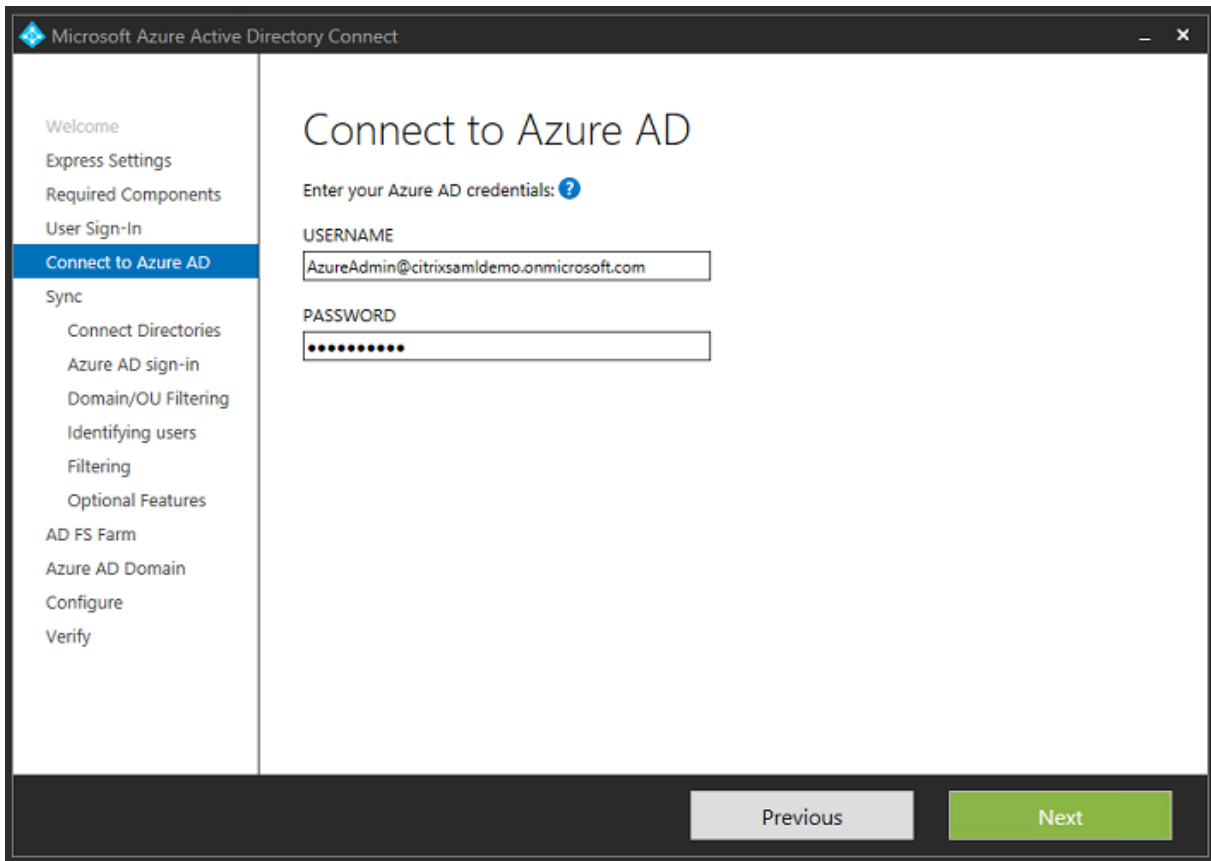 Microsoft Azure Active Directory Connect
Welcome
Express Settings
Required Components
User Sign-In
Connect to Azure AD
Sync
Connect Directories
Azure AD sign-in
Domain/OU Filtering
Identifying users
Filtering
Optional Features
AD FS Farm
Azure AD Domain
Configure
Verify
Connect to Azure AD
Enter your Azure AD credentials: ?
USERNAME
AzureAdmin@citrixsamldemo.onmicrosoft.com
PASSWORD
••••••••••
Previous
Next